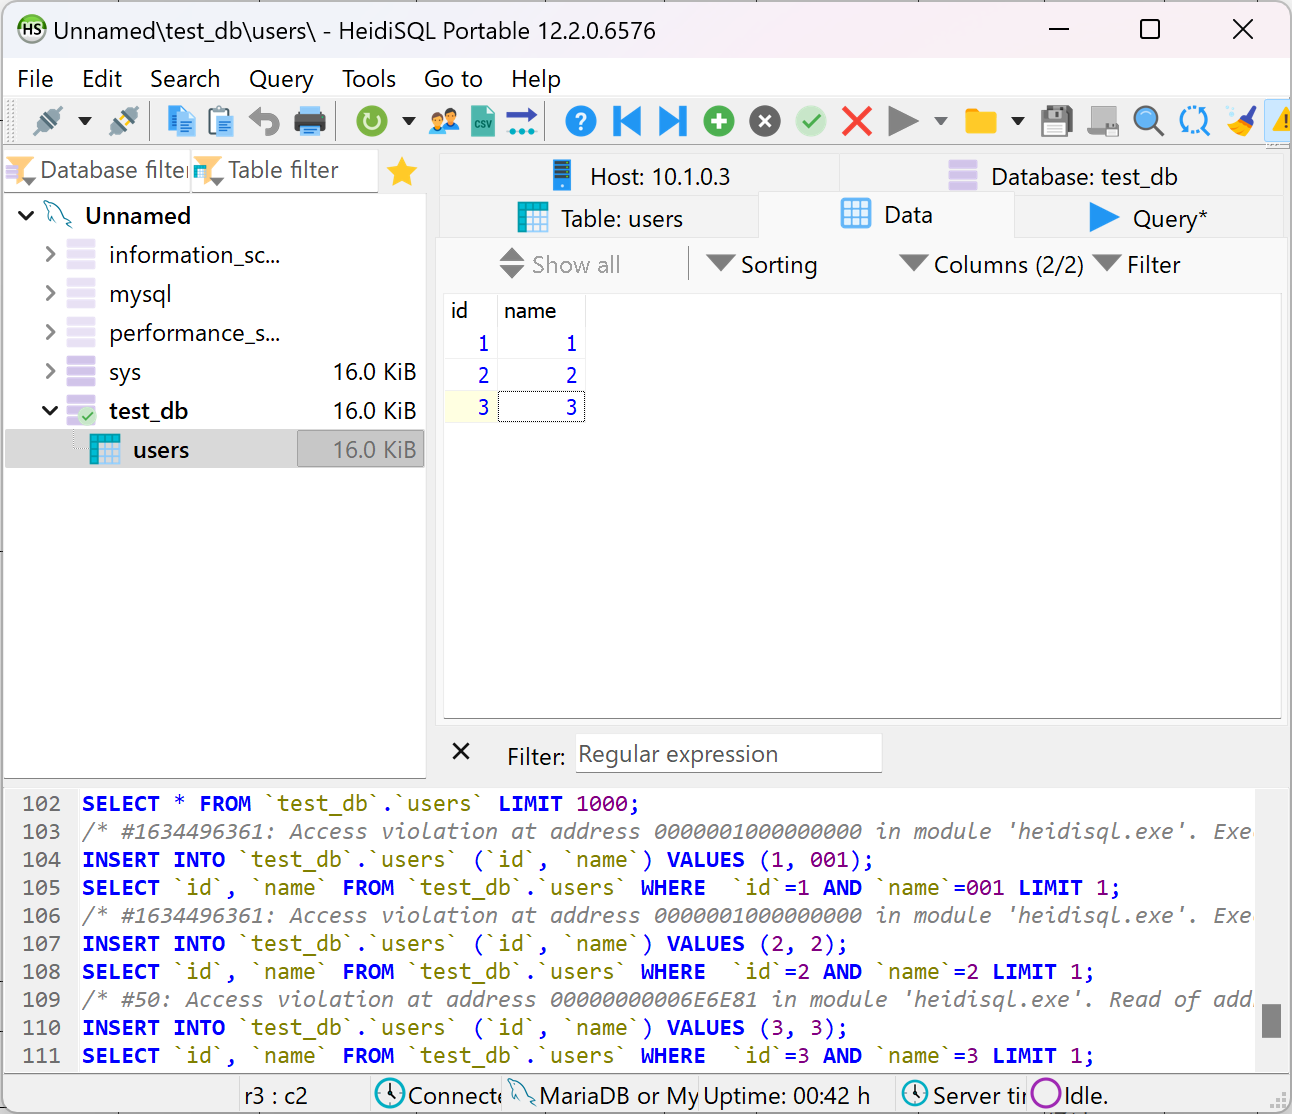 Unnamed\test_db\users\ - HeidiSQL Portable 12.2.0.6576
File Edit Search Query Tools Go to Help
CSV
Database filter Table filter
Host: 10.1.0.3 Database: test_db
Table: users Data Query*
Show all Sorting Columns (2/2) Filter
Unnamed
information_sc...
mysql
performance_s...
sys 16.0 KiB
test_db 16.0 KiB
users 16.0 KiB
id name
1 1
2 2
3 3
Filter: Regular expression
102 SELECT * FROM `test_db`.`users` LIMIT 1000;
103 /* #1634496361: Access violation at address 0000001000000000 in module 'heidisql.exe'. Exe
104 INSERT INTO `test_db`.`users` (`id`, `name`) VALUES (1, 001);
105 SELECT `id`, `name` FROM `test_db`.`users` WHERE  `id`=1 AND `name`=001 LIMIT 1;
106 /* #1634496361: Access violation at address 0000001000000000 in module 'heidisql.exe'. Exe
107 INSERT INTO `test_db`.`users` (`id`, `name`) VALUES (2, 2);
108 SELECT `id`, `name` FROM `test_db`.`users` WHERE  `id`=2 AND `name`=2 LIMIT 1;
109 /* #50: Access violation at address 00000000006E6E81 in module 'heidisql.exe'. Read of add
110 INSERT INTO `test_db`.`users` (`id`, `name`) VALUES (3, 3);
111 SELECT `id`, `name` FROM `test_db`.`users` WHERE  `id`=3 AND `name`=3 LIMIT 1;
r3 : c2 Connecte MariaDB or My Uptime: 00:42 h Server tin Idle.